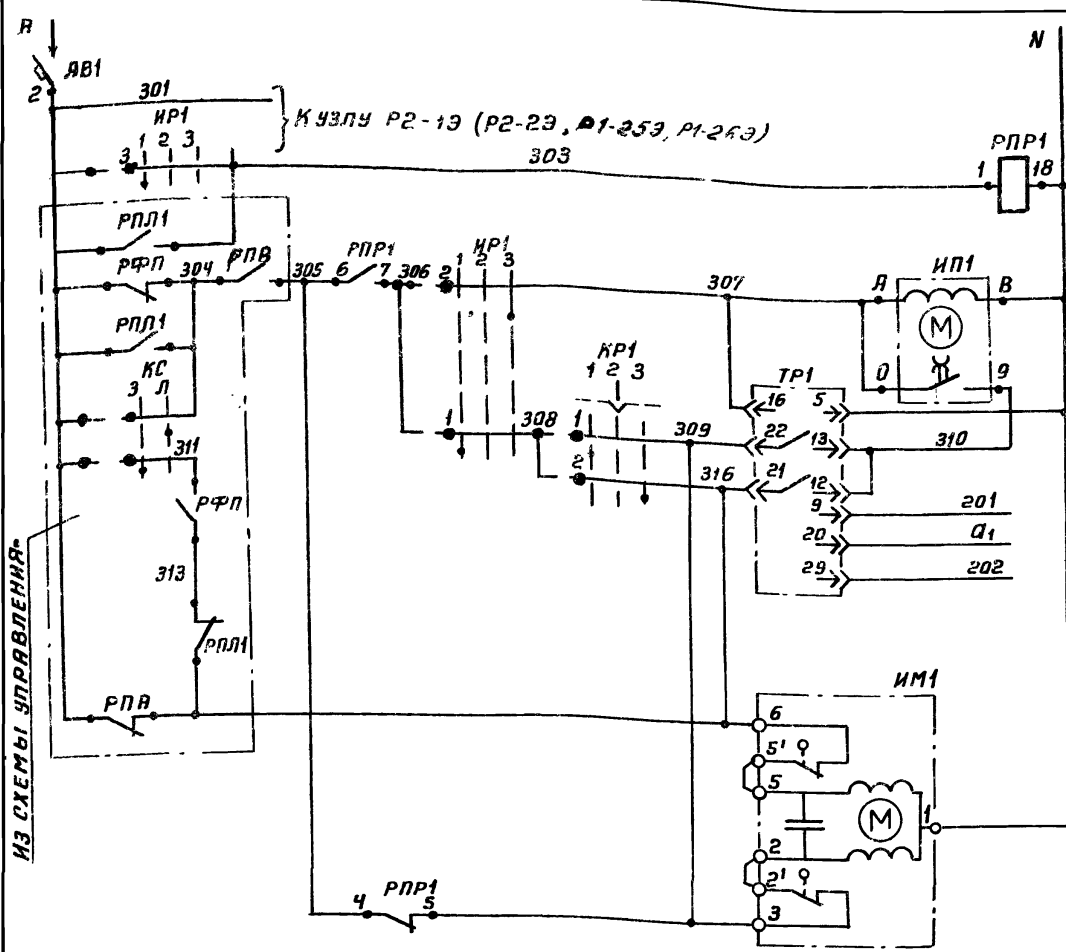 В
N
АВ1
2
301
ИР1
К УЗЛУ Р2-1Э (Р2-2Э, Р1-25Э, Р1-26Э)
1 2 3
3
303
РПР1
1 18
РПЛ1
РФП 304 РПВ 305 6 РПР1 7 306 2
ИР1
1 2 3
307
ИП1
А В
М
О 9
РПЛ1
КС
З Л
311
КР1
1 2 3
ТР1
16 5
1 308 1 309 22 13 310
2 316 21 12
9 201
РФП
20 а1
313
29 202
РПЛ1
ИЗ СХЕМЫ УПРАВЛЕНИЯ
РПА
ИМ1
6
5'
5
М
1
2
2'
3
4 РПР1 5